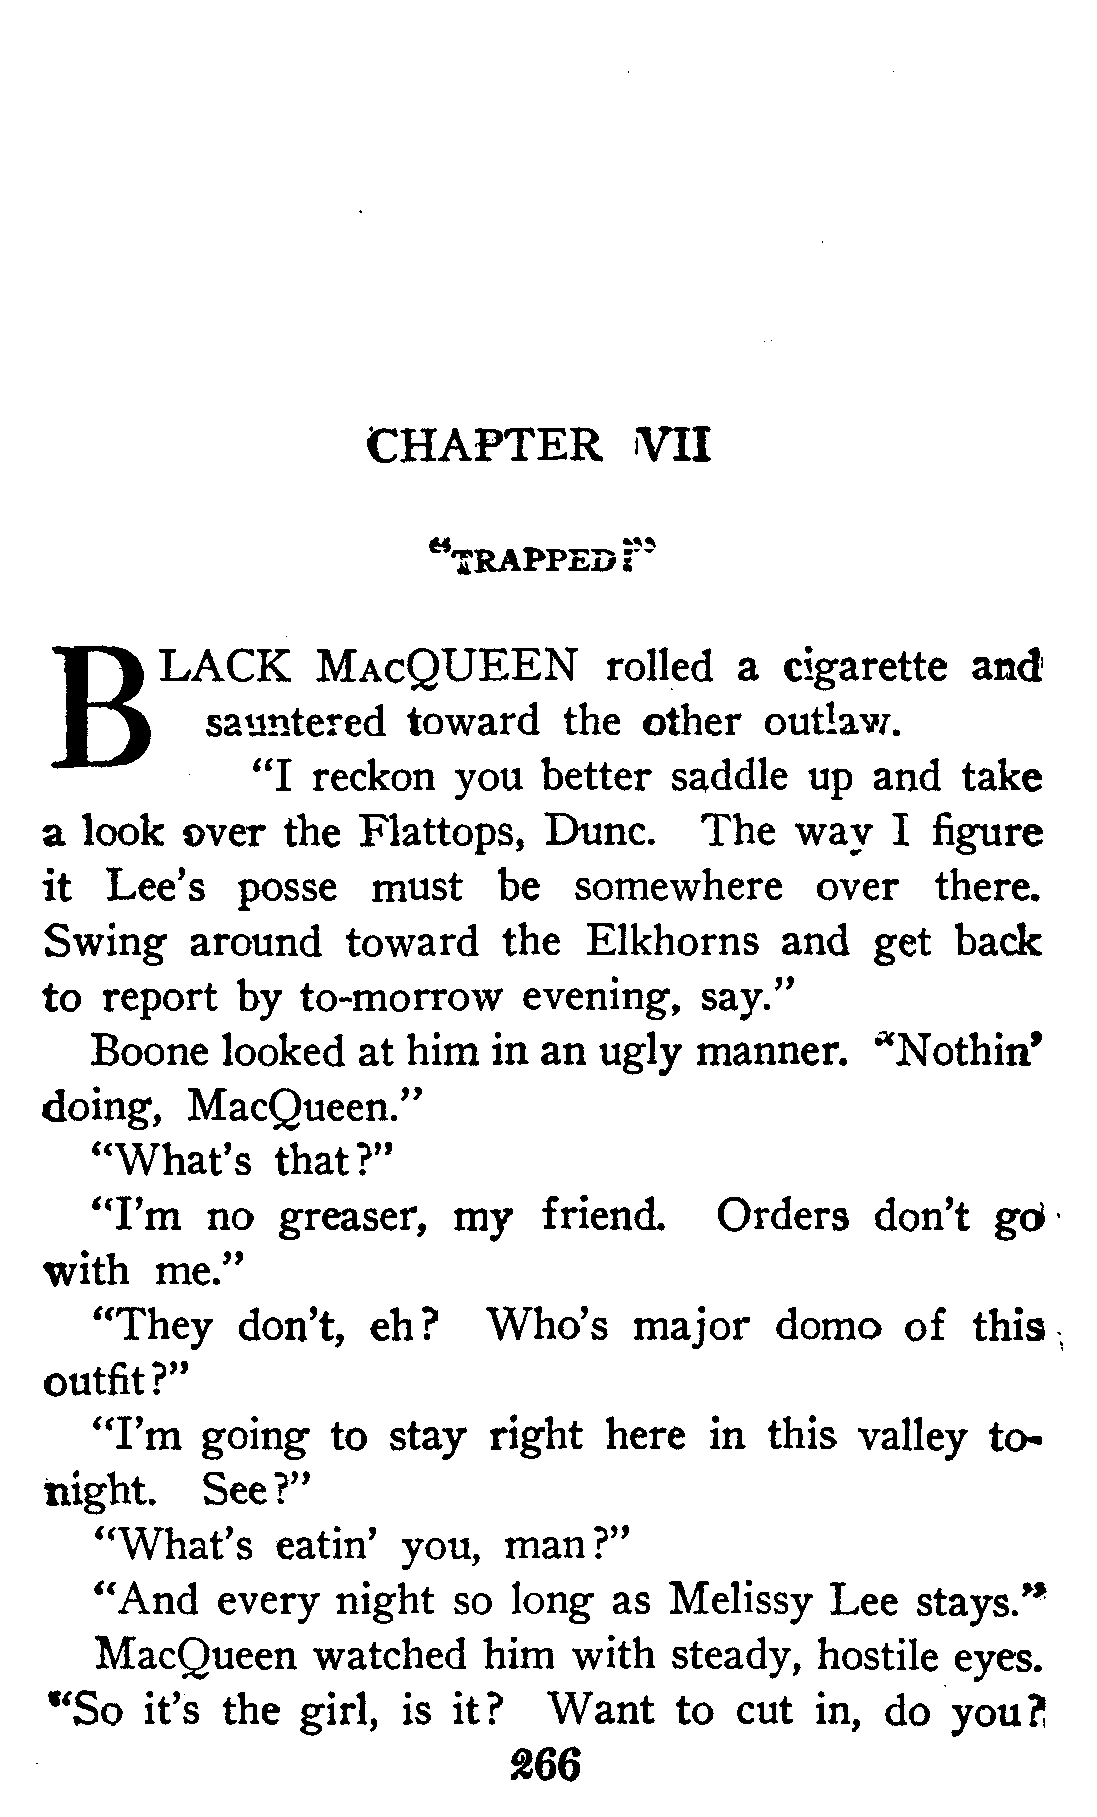 CHAPTER VII
"TRAPPED!"
BLACK MacQUEEN rolled a cigarette and
sauntered toward the other outlaw.
"I reckon you better saddle up and take
a look over the Flattops, Dunc. The way I figure
it Lee's posse must be somewhere over there.
Swing around toward the Elkhorns and get back
to report by to-morrow evening, say."
Boone looked at him in an ugly manner. "Nothin'
doing, MacQueen."
"What's that?"
"I'm no greaser, my friend. Orders don't go
with me."
"They don't, eh? Who's major domo of this
outfit?"
"I'm going to stay right here in this valley to-
night. See?"
"What's eatin' you, man?"
"And every night so long as Melissy Lee stays."
MacQueen watched him with steady, hostile eyes.
"So it's the girl, is it? Want to cut in, do you?
266